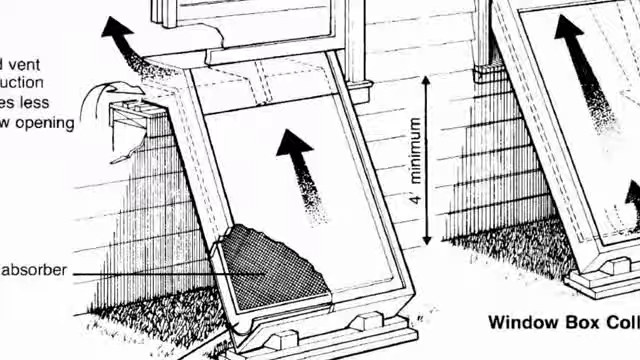 vent
uction
es less
w opening
4' minimum
absorber
Window Box Coll